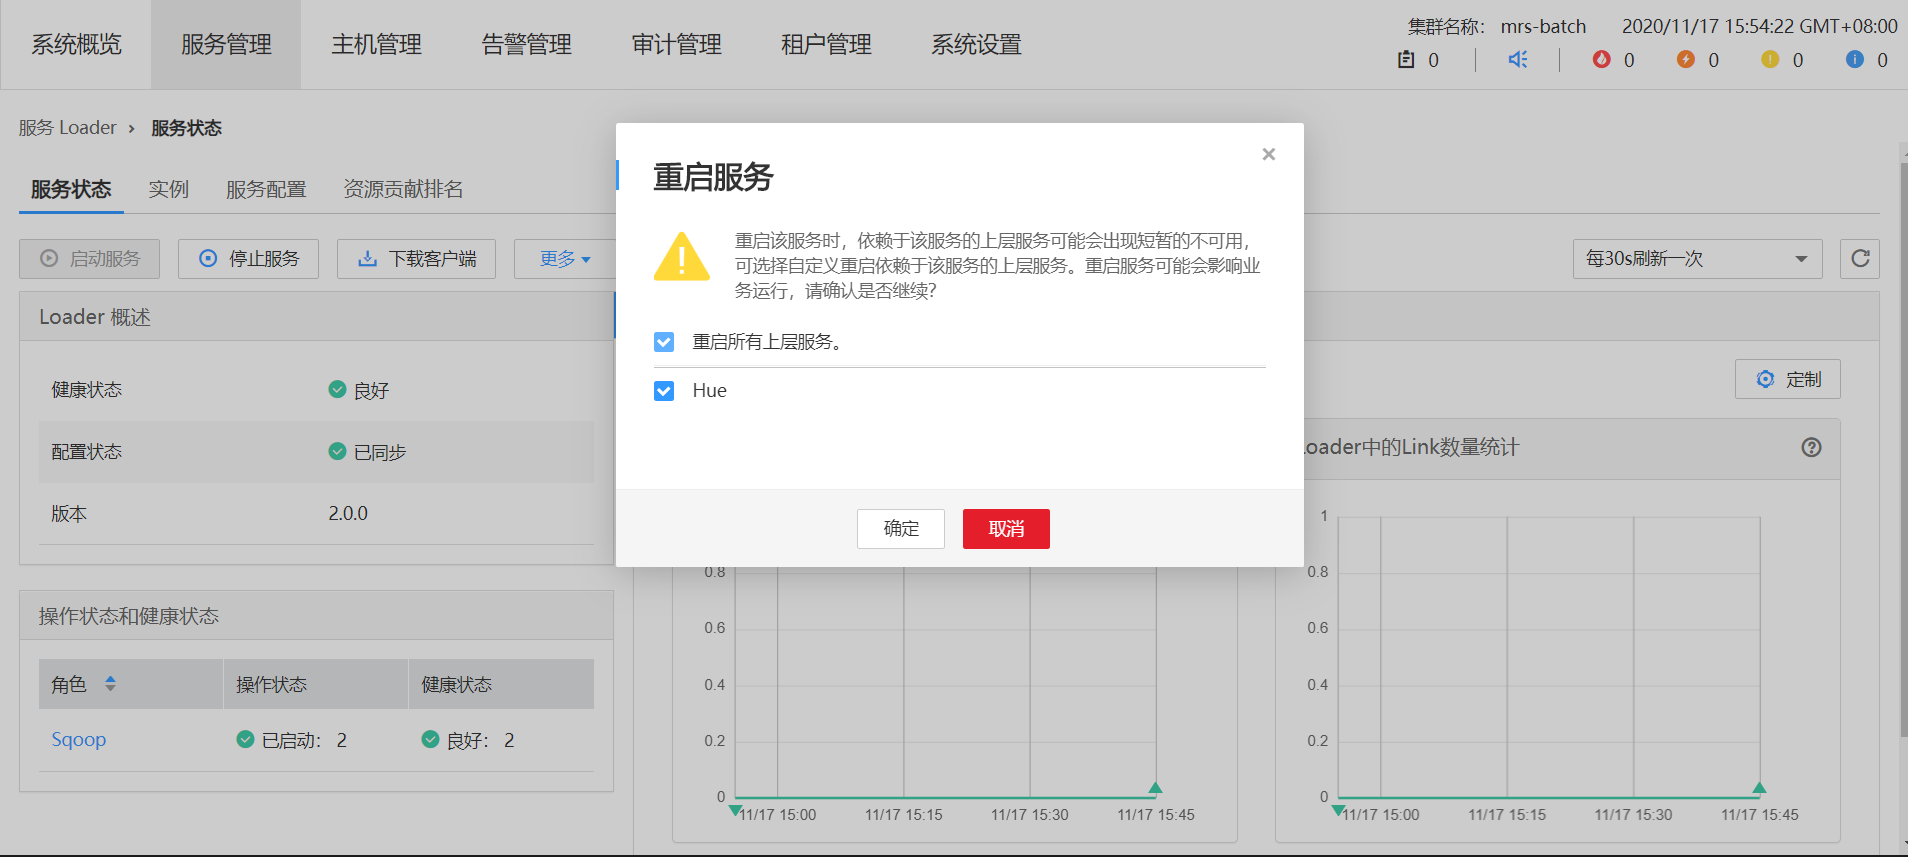 系统概览 服务管理 主机管理 告警管理 审计管理 租户管理 系统设置
集群名称： mrs-batch 2020/11/17 15:54:22 GMT+08:00
0 0 0 0 0
服务 Loader › 服务状态
服务状态 实例 服务配置 资源贡献排名
启动服务 停止服务 下载客户端 更多
每30s刷新一次
重启服务
×
重启该服务时，依赖于该服务的上层服务可能会出现短暂的不可用，
可选择自定义重启依赖于该服务的上层服务。重启服务可能会影响业
务运行，请确认是否继续？
重启所有上层服务。
Hue
确定 取消
Loader 概述
健康状态 良好
配置状态 已同步
版本 2.0.0
操作状态和健康状态
角色 操作状态 健康状态
Sqoop 已启动： 2 良好： 2
定制
0.8
0.6
0.4
0.2
0
11/17 15:00 11/17 15:15 11/17 15:30 11/17 15:45
oader中的Link数量统计
1
0.8
0.6
0.4
0.2
0
11/17 15:00 11/17 15:15 11/17 15:30 11/17 15:45